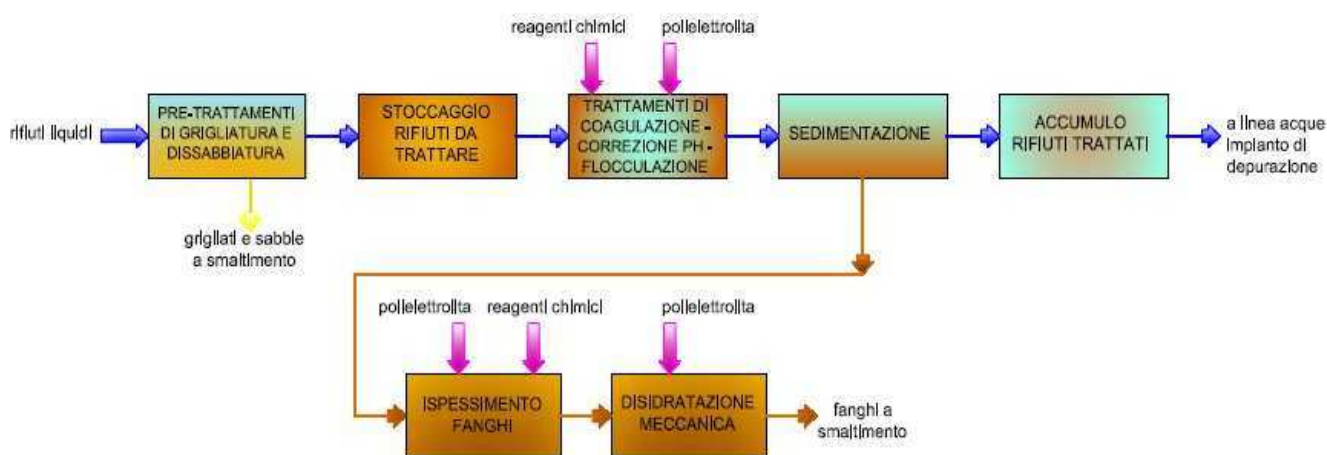 reagenti chimici
polielettrolita
rifiuti liquidi
PRE-TRATTAMENTI
DI GRIGLIATURA E
DISSABBIATURA
STOCCAGGIO
RIFIUTI DA
TRATTARE
TRATTAMENTI DI
COAGULAZIONE -
CORREZIONE PH -
FLOCCULAZIONE
SEDIMENTAZIONE
ACCUMULO
RIFIUTI TRATTATI
a linea acque
impianto di
depurazione
grigliati e sabbie
a smaltimento
polielettrolita
reagenti chimici
polielettrolita
ISPESSIMENTO
FANGHI
DISIDRATAZIONE
MECCANICA
fanghi a
smaltimento